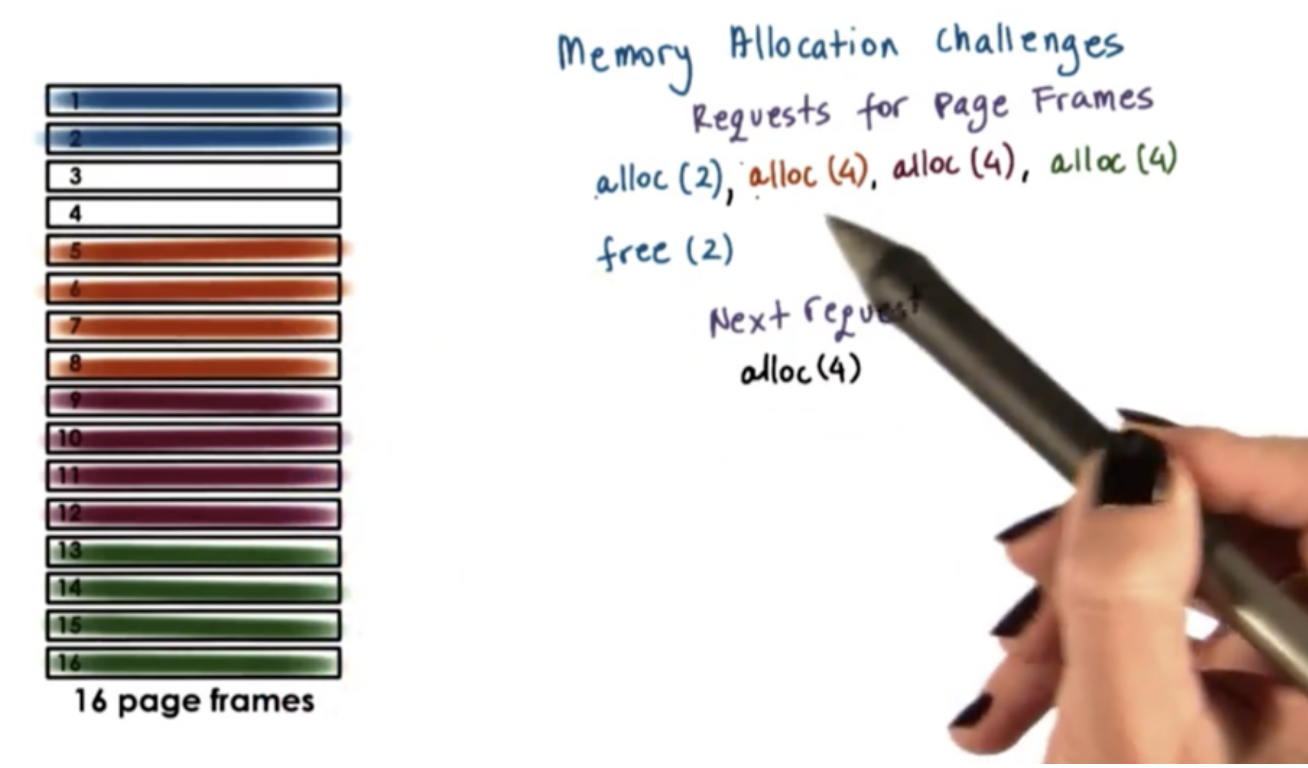 Memory Allocation Challenges
Requests for Page Frames
alloc (2), alloc (4), alloc (4), alloc (4)
free (2)
Next request
alloc (4)
1
2
3
4
5
6
7
8
9
10
11
12
13
14
15
16
16 page frames